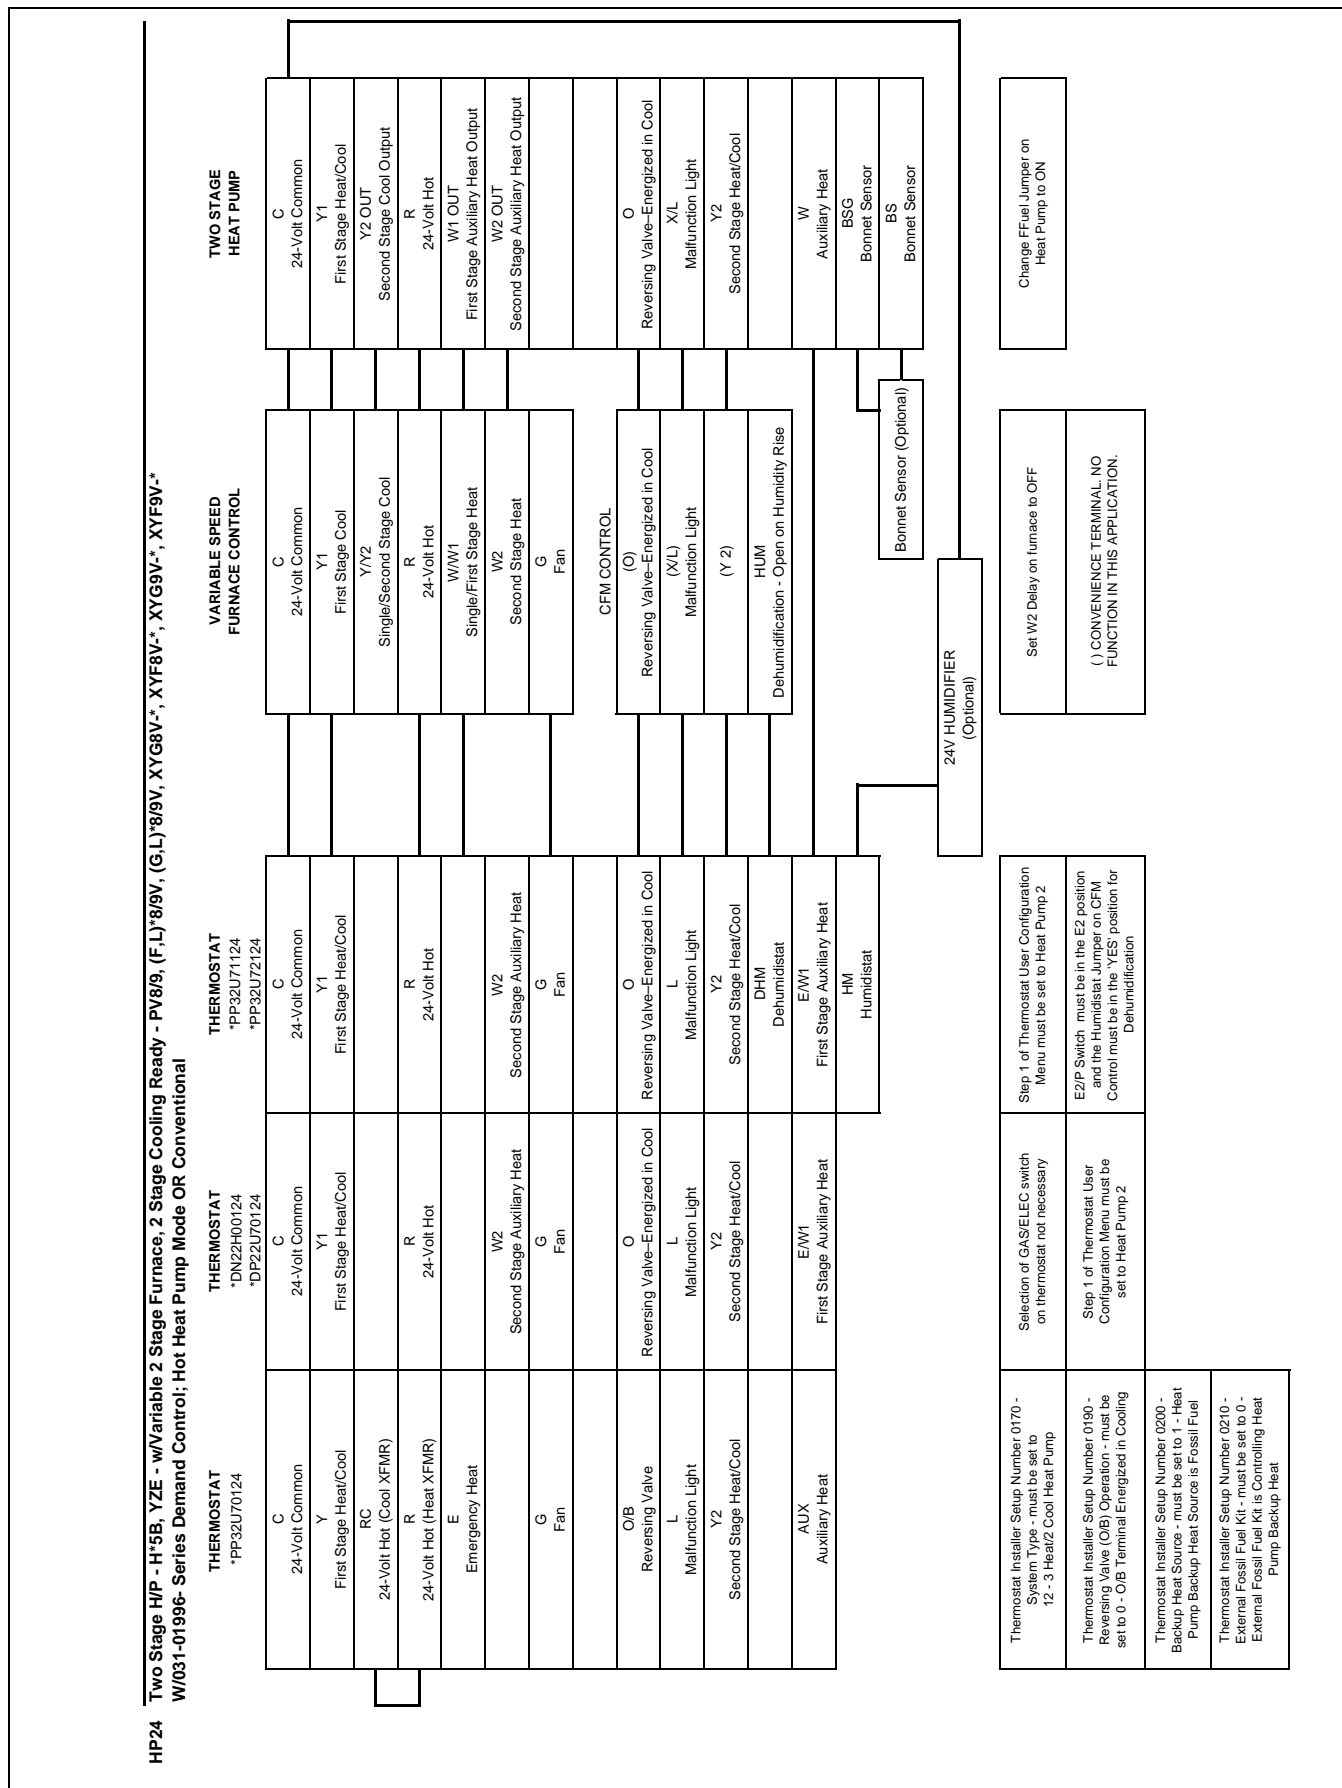 HP24 Two Stage H/P - H*5B, YZE - w/Variable 2 Stage Furnace, 2 Stage Cooling Ready - PV8/9, (F,L)*8/9V, (G,L)*8/9V, XYG8V-*, XYF8V-*, XYG9V-*, XYF9V-*
W/031-01996- Series Demand Control; Hot Heat Pump Mode OR Conventional
THERMOSTAT
*PP32U70124
C
24-Volt Common
Y
First Stage Heat/Cool
RC
24-Volt Hot (Cool XFMR)
R
24-Volt Hot (Heat XFMR)
E
Emergency Heat
G
Fan
O/B
Reversing Valve
L
Malfunction Light
Y2
Second Stage Heat/Cool
AUX
Auxiliary Heat
Thermostat Installer Setup Number 0170 -
System Type - must be set to
12 - 3 Heat/2 Cool Heat Pump
Thermostat Installer Setup Number 0190 -
Reversing Valve (O/B) Operation - must be
set to 0 - O/B Terminal Energized in Cooling
Thermostat Installer Setup Number 0200 -
Backup Heat Source - must be set to 1 - Heat
Pump Backup Heat Source is Fossil Fuel
Thermostat Installer Setup Number 0210 -
External Fossil Fuel Kit - must be set to 0 -
External Fossil Fuel Kit is Controlling Heat
Pump Backup Heat
THERMOSTAT
*DN22H00124
*DP22U70124
C
24-Volt Common
Y1
First Stage Heat/Cool
R
24-Volt Hot
W2
Second Stage Auxiliary Heat
G
Fan
O
Reversing Valve–Energized in Cool
L
Malfunction Light
Y2
Second Stage Heat/Cool
E/W1
First Stage Auxiliary Heat
Selection of GAS/ELEC switch
on thermostat not necessary
Step 1 of Thermostat User
Configuration Menu must be
set to Heat Pump 2
THERMOSTAT
*PP32U71124
*PP32U72124
C
24-Volt Common
Y1
First Stage Heat/Cool
R
24-Volt Hot
W2
Second Stage Auxiliary Heat
G
Fan
O
Reversing Valve–Energized in Cool
L
Malfunction Light
Y2
Second Stage Heat/Cool
DHM
Dehumidistat
E/W1
First Stage Auxiliary Heat
HM
Humidistat
Step 1 of Thermostat User Configuration
Menu must be set to Heat Pump 2
E2/P Switch must be in the E2 position
and the Humidistat Jumper on CFM
Control must be in the 'YES' position for
Dehumidification
VARIABLE SPEED
FURNACE CONTROL
C
24-Volt Common
Y1
First Stage Cool
Y/Y2
Single/Second Stage Cool
R
24-Volt Hot
W/W1
Single/First Stage Heat
W2
Second Stage Heat
G
Fan
CFM CONTROL
(O)
Reversing Valve–Energized in Cool
(X/L)
Malfunction Light
(Y 2)
HUM
Dehumidification - Open on Humidity Rise
Bonnet Sensor (Optional)
24V HUMIDIFIER
(Optional)
Set W2 Delay on furnace to OFF
( ) CONVENIENCE TERMINAL. NO
FUNCTION IN THIS APPLICATION.
TWO STAGE
HEAT PUMP
C
24-Volt Common
Y1
First Stage Heat/Cool
Y2 OUT
Second Stage Cool Output
R
24-Volt Hot
W1 OUT
First Stage Auxiliary Heat Output
W2 OUT
Second Stage Auxiliary Heat Output
O
Reversing Valve–Energized in Cool
X/L
Malfunction Light
Y2
Second Stage Heat/Cool
W
Auxiliary Heat
BSG
Bonnet Sensor
BS
Bonnet Sensor
Change FFuel Jumper on
Heat Pump to ON